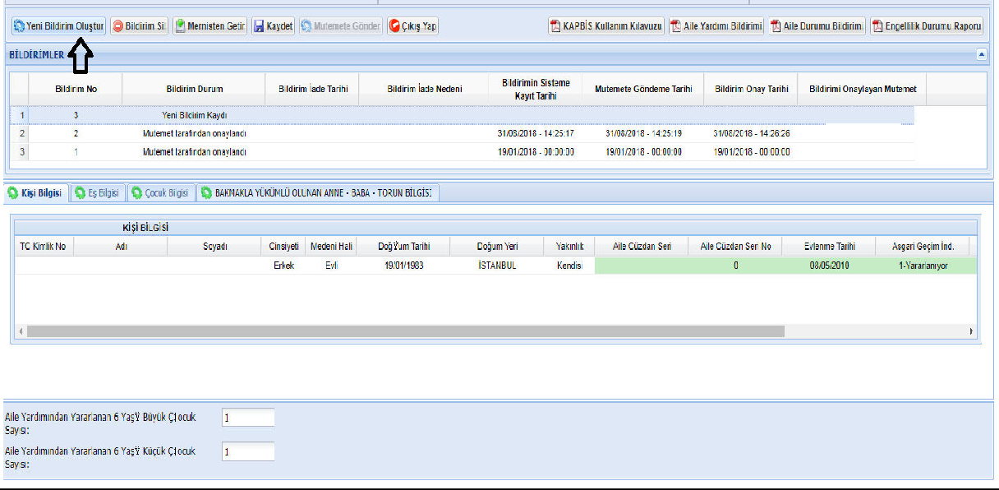 Yeni Bildirim Oluştur Bildirim Sil Mernisten Getir Kaydet Mutemete Gönder Çıkış Yap KAPBİS Kullanım Kılavuzu Aile Yardımı Bildirimi Aile Durumu Bildirimi Engellilik Durumu Raporu
BİLDİRİMLER
Bildirim No Bildirim Durum Bildirim İade Tarihi Bildirim İade Nedeni Bildirimin Sisteme Kayıt Tarihi Mutemete Göndeme Tarihi Bildirim Onay Tarihi Bildirimi Onaylayan Mutemet
1 3 Yeni Bildirim Kaydı
2 2 Mutemet tarafından onaylandı 31/08/2018 - 14:25:17 31/08/2018 - 14:25:19 31/08/2018 - 14:26:26
3 1 Mutemet tarafından onaylandı 19/01/2018 - 00:00:00 19/01/2018 - 00:00:00 19/01/2018 - 00:00:00
Kişi Bilgisi Eş Bilgisi Çocuk Bilgisi BAKMAKLA YÜKÜMLÜ OLUNAN ANNE - BABA - TORUN BİLGİSİ
KİŞİ BİLGİSİ
TC Kimlik No Adı Soyadı Cinsiyeti Medeni Hali DoğŸum Tarihi Doğum Yeri Yakınlık Aile Cüzdan Seri Aile Cüzdan Seri No Evlenme Tarihi Asgari Geçim İnd.
Erkek Evli 19/01/1983 İSTANBUL Kendisi 0 08/05/2010 1-Yararlanıyor
Aile Yardımından Yararlanan 6 YaşŸ Büyük Ç‡ocuk
Sayısı:
1
Aile Yardımından Yararlanan 6 YaşŸ Küçük Ç‡ocuk
Sayısı:
1